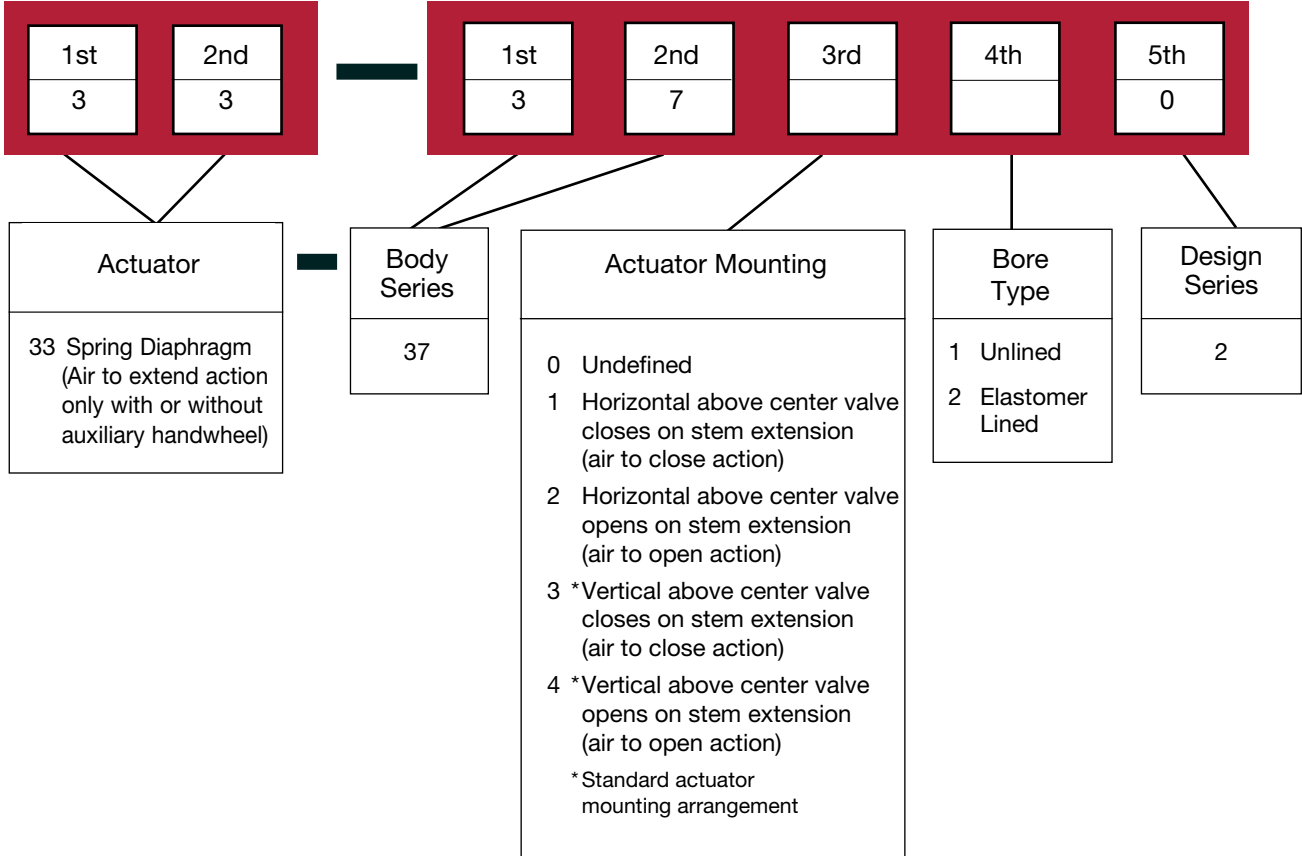 1st
2nd
1st
2nd
3rd
4th
5th
3
3
3
7
0
Actuator
33 Spring Diaphragm
(Air to extend action
only with or without
auxiliary handwheel)
Body
Series
37
Actuator Mounting
0 Undefined
1 Horizontal above center valve
closes on stem extension
(air to close action)
2 Horizontal above center valve
opens on stem extension
(air to open action)
3 *Vertical above center valve
closes on stem extension
(air to close action)
4 *Vertical above center valve
opens on stem extension
(air to open action)
*Standard actuator
mounting arrangement
Bore
Type
1 Unlined
2 Elastomer
Lined
Design
Series
2